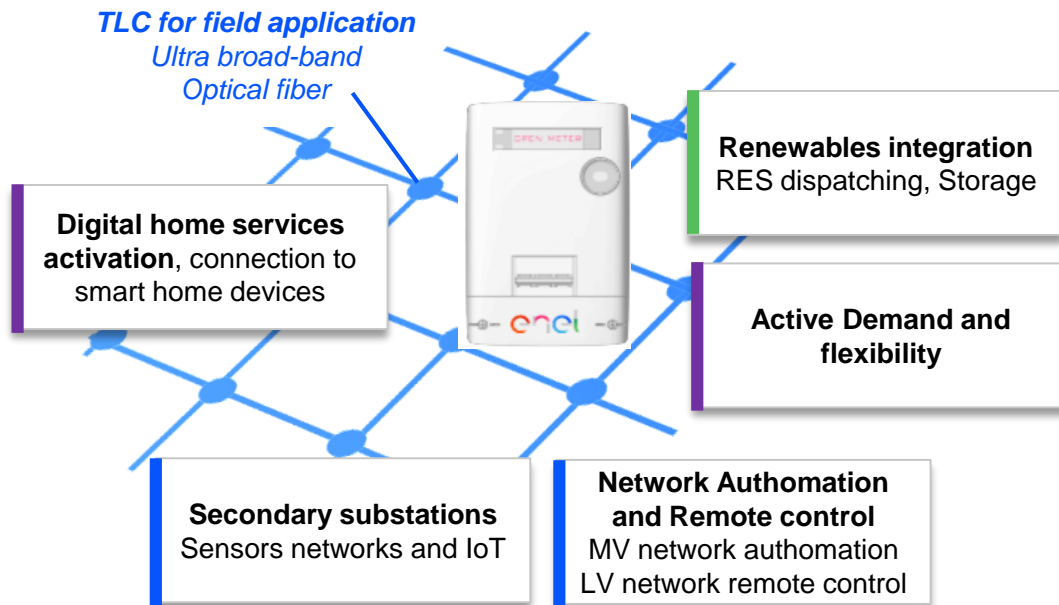 TLC for field application
Ultra broad-band
Optical fiber
OPEN METER
Renewables integration
RES dispatching, Storage
Digital home services
activation, connection to
smart home devices
enel
Active Demand and
flexibility
Secondary substations
Sensors networks and IoT
Network Authomation
and Remote control
MV network authomation
LV network remote control